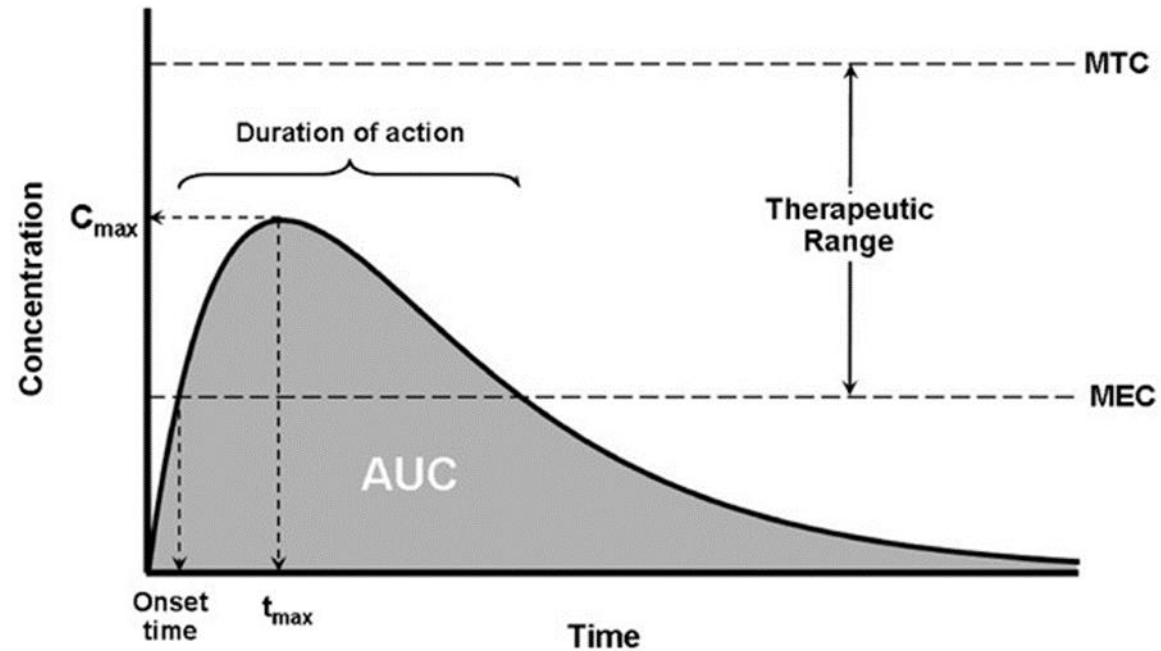 MTC
Duration of action
Concentration
Cmax
Therapeutic
Range
MEC
AUC
Onset
time
tmax
Time